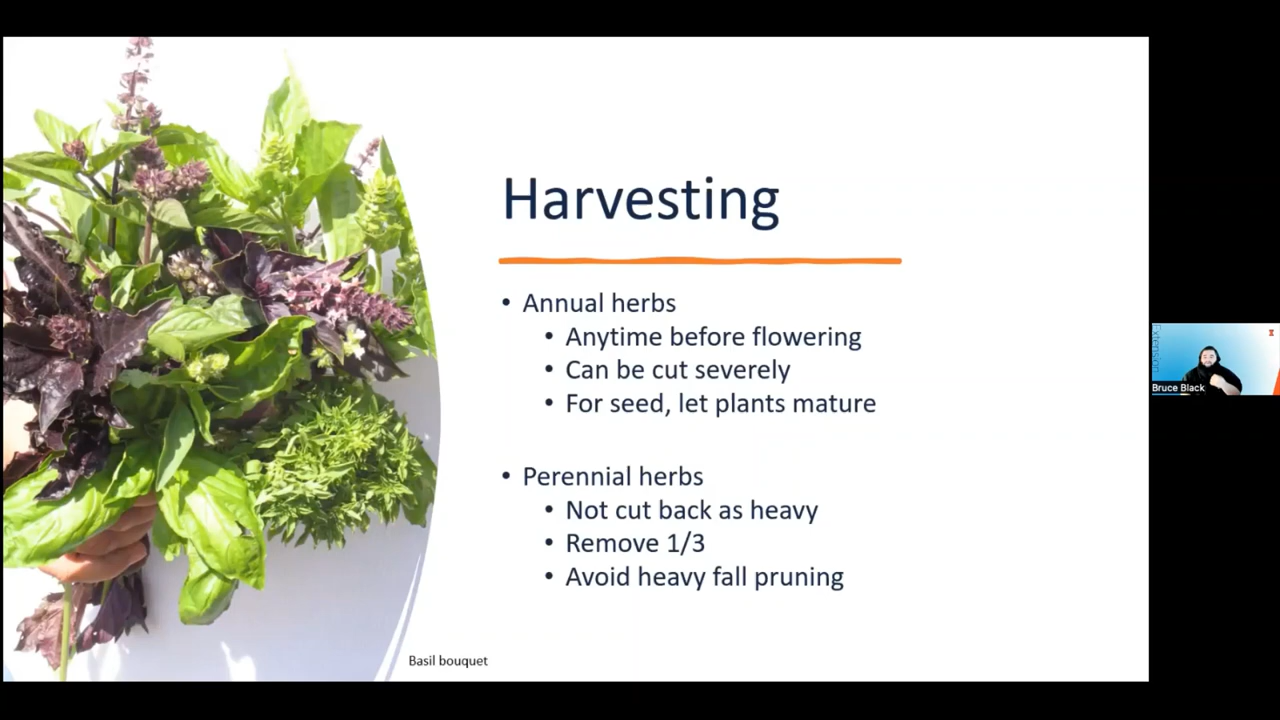 Harvesting
• Annual herbs
• Anytime before flowering
• Can be cut severely
• For seed, let plants mature
• Perennial herbs
• Not cut back as heavy
• Remove 1/3
• Avoid heavy fall pruning
Basil bouquet
Extension
Bruce Black